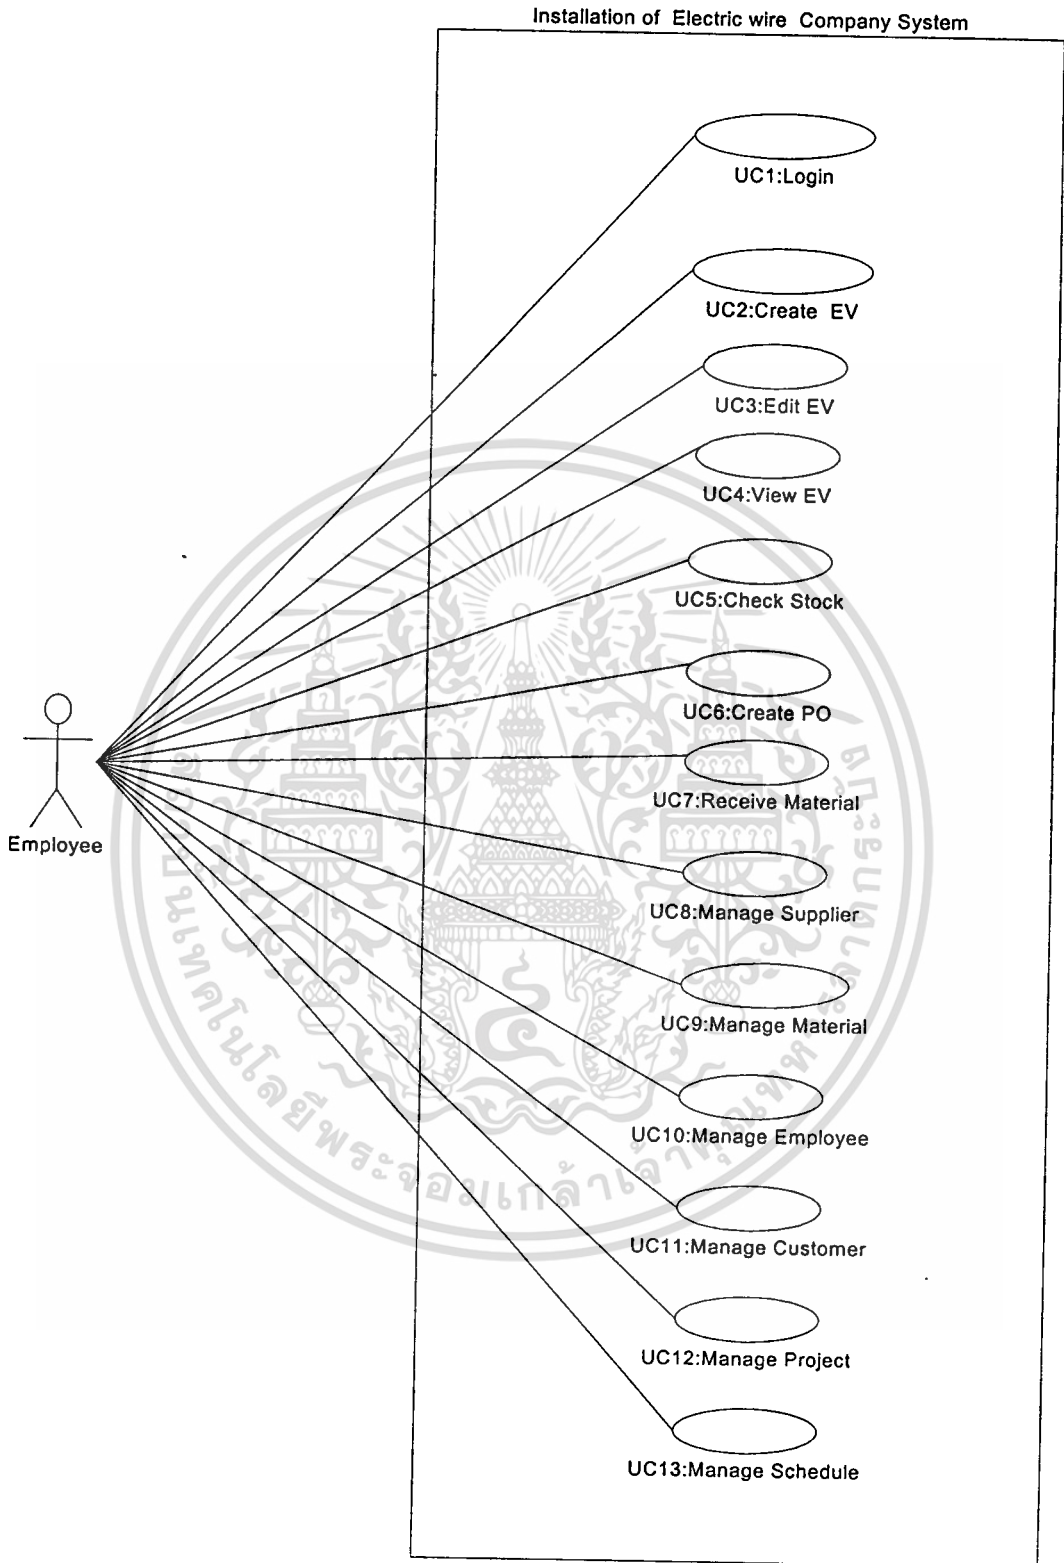 Installation of Electric wire Company System
UC1:Login
UC2:Create EV
UC3:Edit EV
UC4:View EV
UC5:Check Stock
UC6:Create PO
UC7:Receive Material
Employee
UC8:Manage Supplier
UC9:Manage Material
UC10:Manage Employee
UC11:Manage Customer
UC12:Manage Project
UC13:Manage Schedule